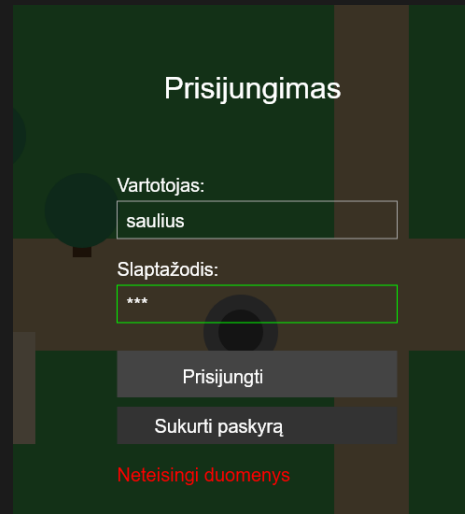 Prisijungimas
Vartotojas:
saulius
Slaptažodis:
***
Prisijungti
Sukurti paskyrą
Neteisingi duomenys